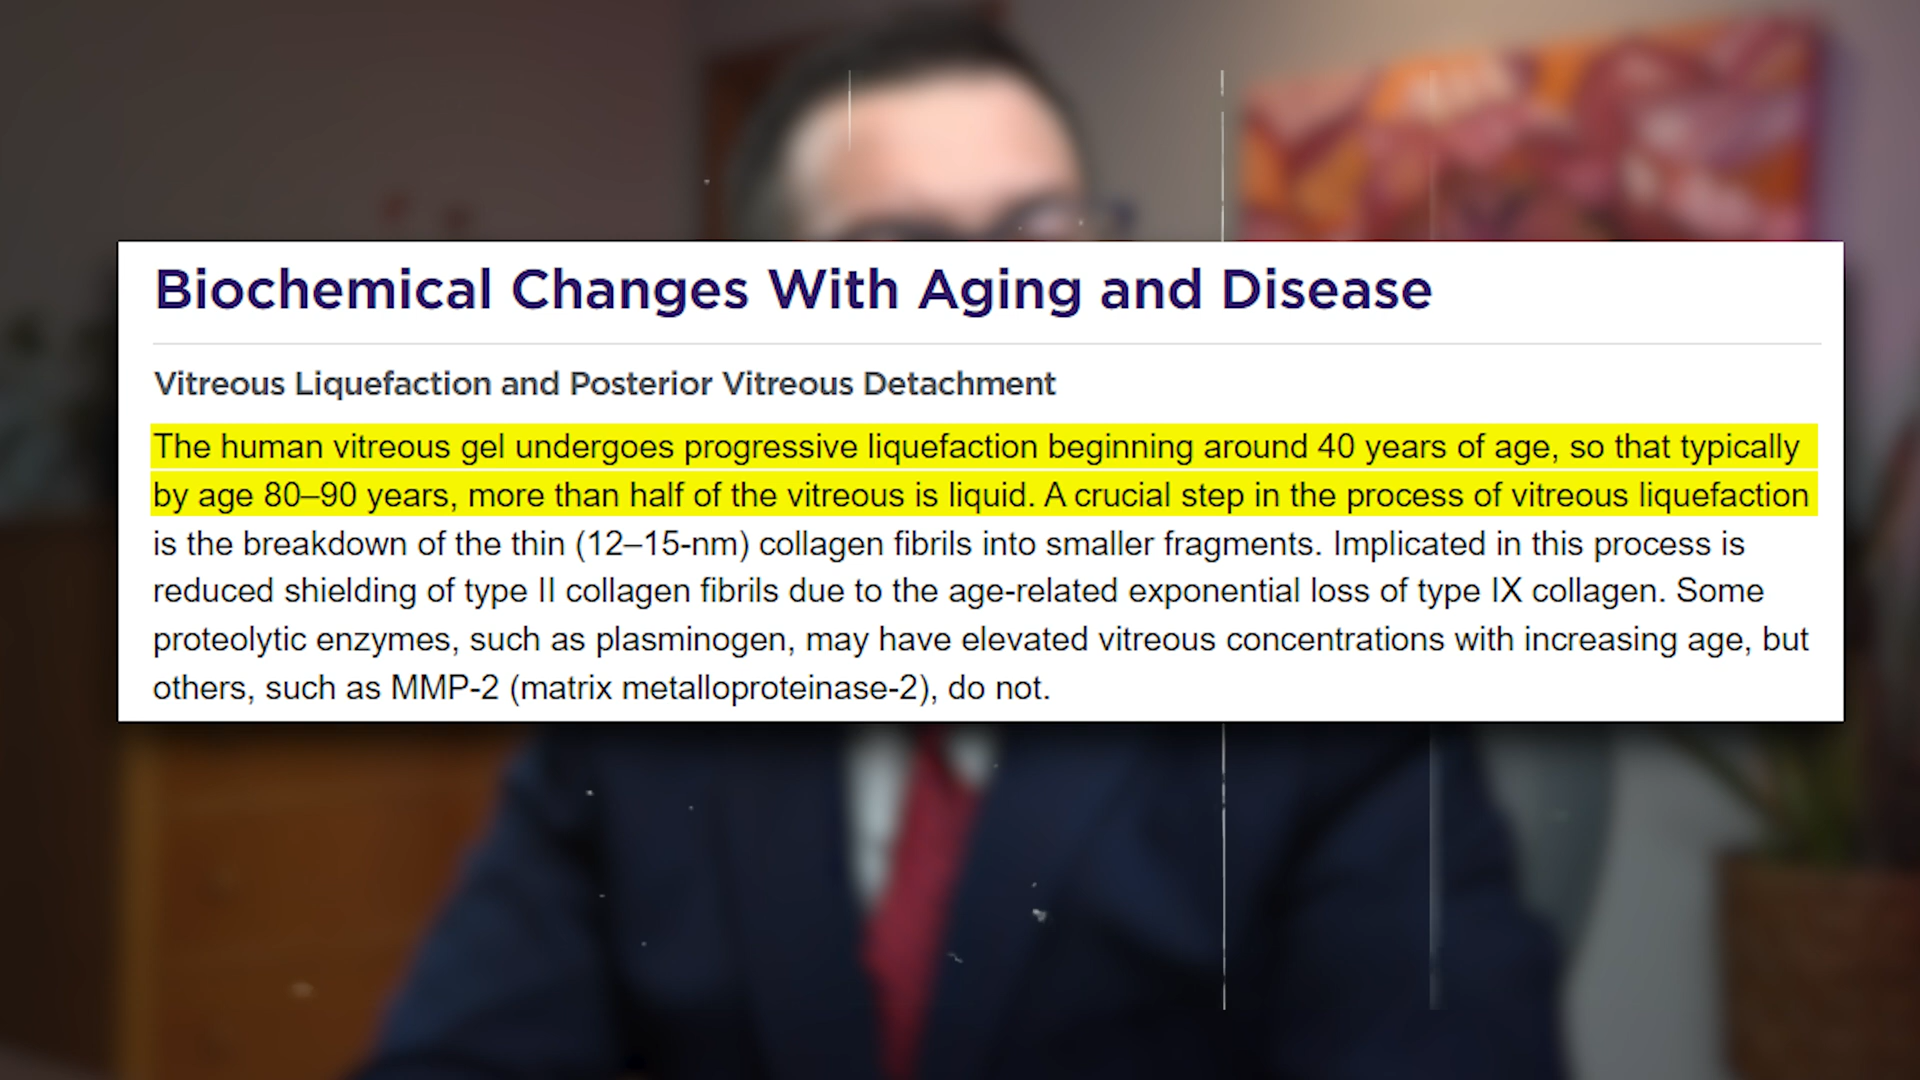 Biochemical Changes With Aging and Disease
Vitreous Liquefaction and Posterior Vitreous Detachment
The human vitreous gel undergoes progressive liquefaction beginning around 40 years of age, so that typically
by age 80–90 years, more than half of the vitreous is liquid. A crucial step in the process of vitreous liquefaction
is the breakdown of the thin (12–15-nm) collagen fibrils into smaller fragments. Implicated in this process is
reduced shielding of type II collagen fibrils due to the age-related exponential loss of type IX collagen. Some
proteolytic enzymes, such as plasminogen, may have elevated vitreous concentrations with increasing age, but
others, such as MMP-2 (matrix metalloproteinase-2), do not.